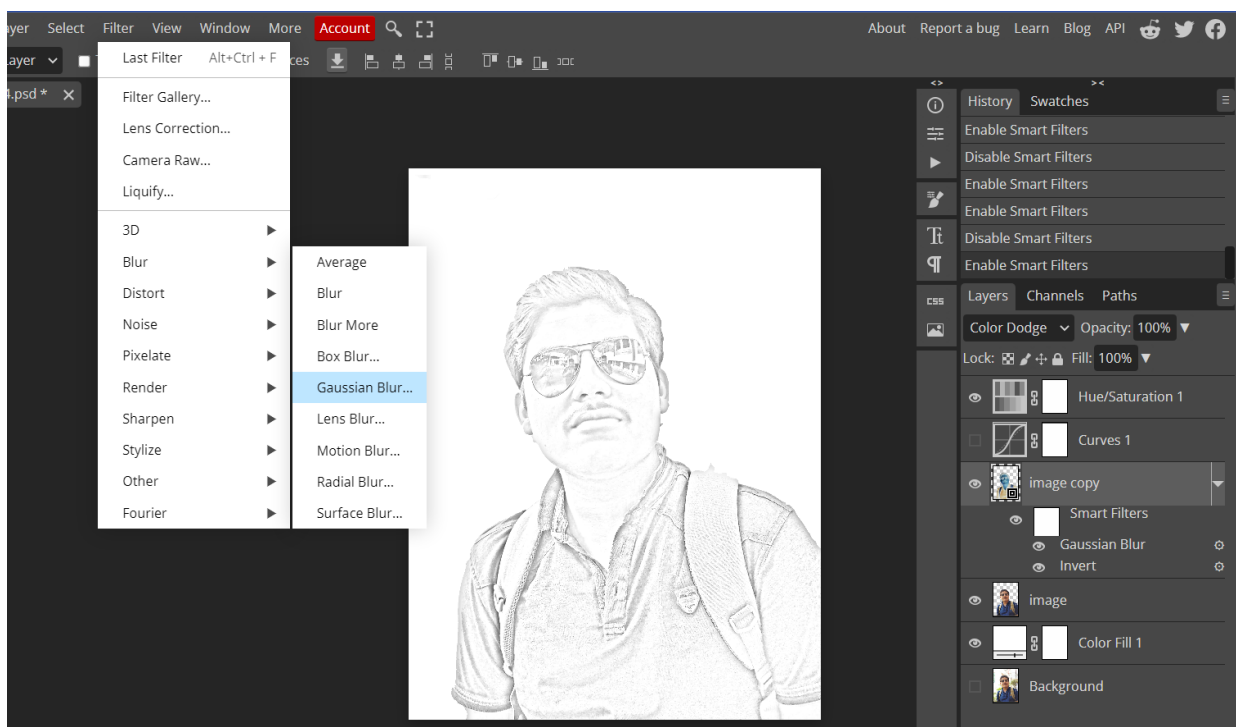 ayer Select Filter View Window More Account About Report a bug Learn Blog API
Layer ces
4.psd *
Last Filter Alt+Ctrl + F
Filter Gallery...
Lens Correction...
Camera Raw...
Liquify...
3D
Blur
Distort
Noise
Pixelate
Render
Sharpen
Stylize
Other
Fourier
Average
Blur
Blur More
Box Blur...
Gaussian Blur...
Lens Blur...
Motion Blur...
Radial Blur...
Surface Blur...
CSS
History Swatches
Enable Smart Filters
Disable Smart Filters
Enable Smart Filters
Enable Smart Filters
Disable Smart Filters
Enable Smart Filters
Layers Channels Paths
Color Dodge Opacity: 100%
Lock: Fill: 100%
Hue/Saturation 1
Curves 1
image copy
Smart Filters
Gaussian Blur
Invert
image
Color Fill 1
Background